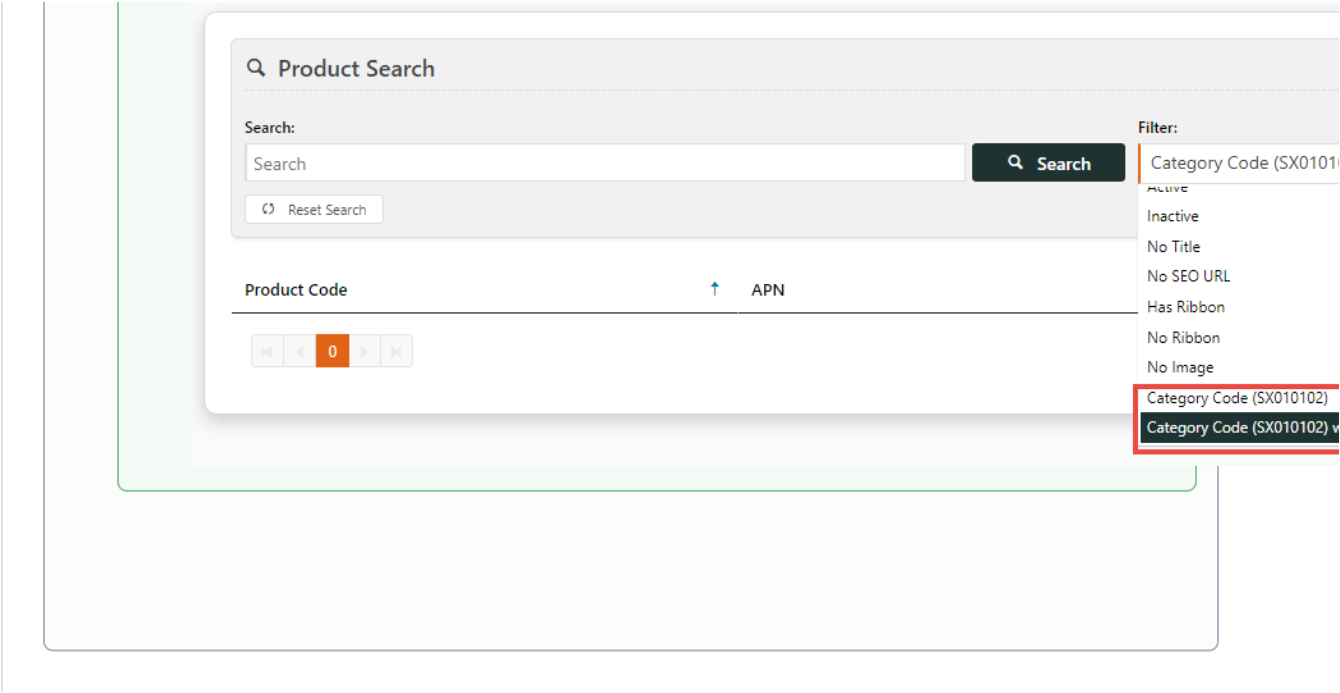 Product Search
Search:
Filter:
Search
Search
Category Code (SX0101
Reset Search
Active
Inactive
No Title
No SEO URL
Has Ribbon
No Ribbon
No Image
Category Code (SX010102)
Category Code (SX010102) w
Product Code
APN
0